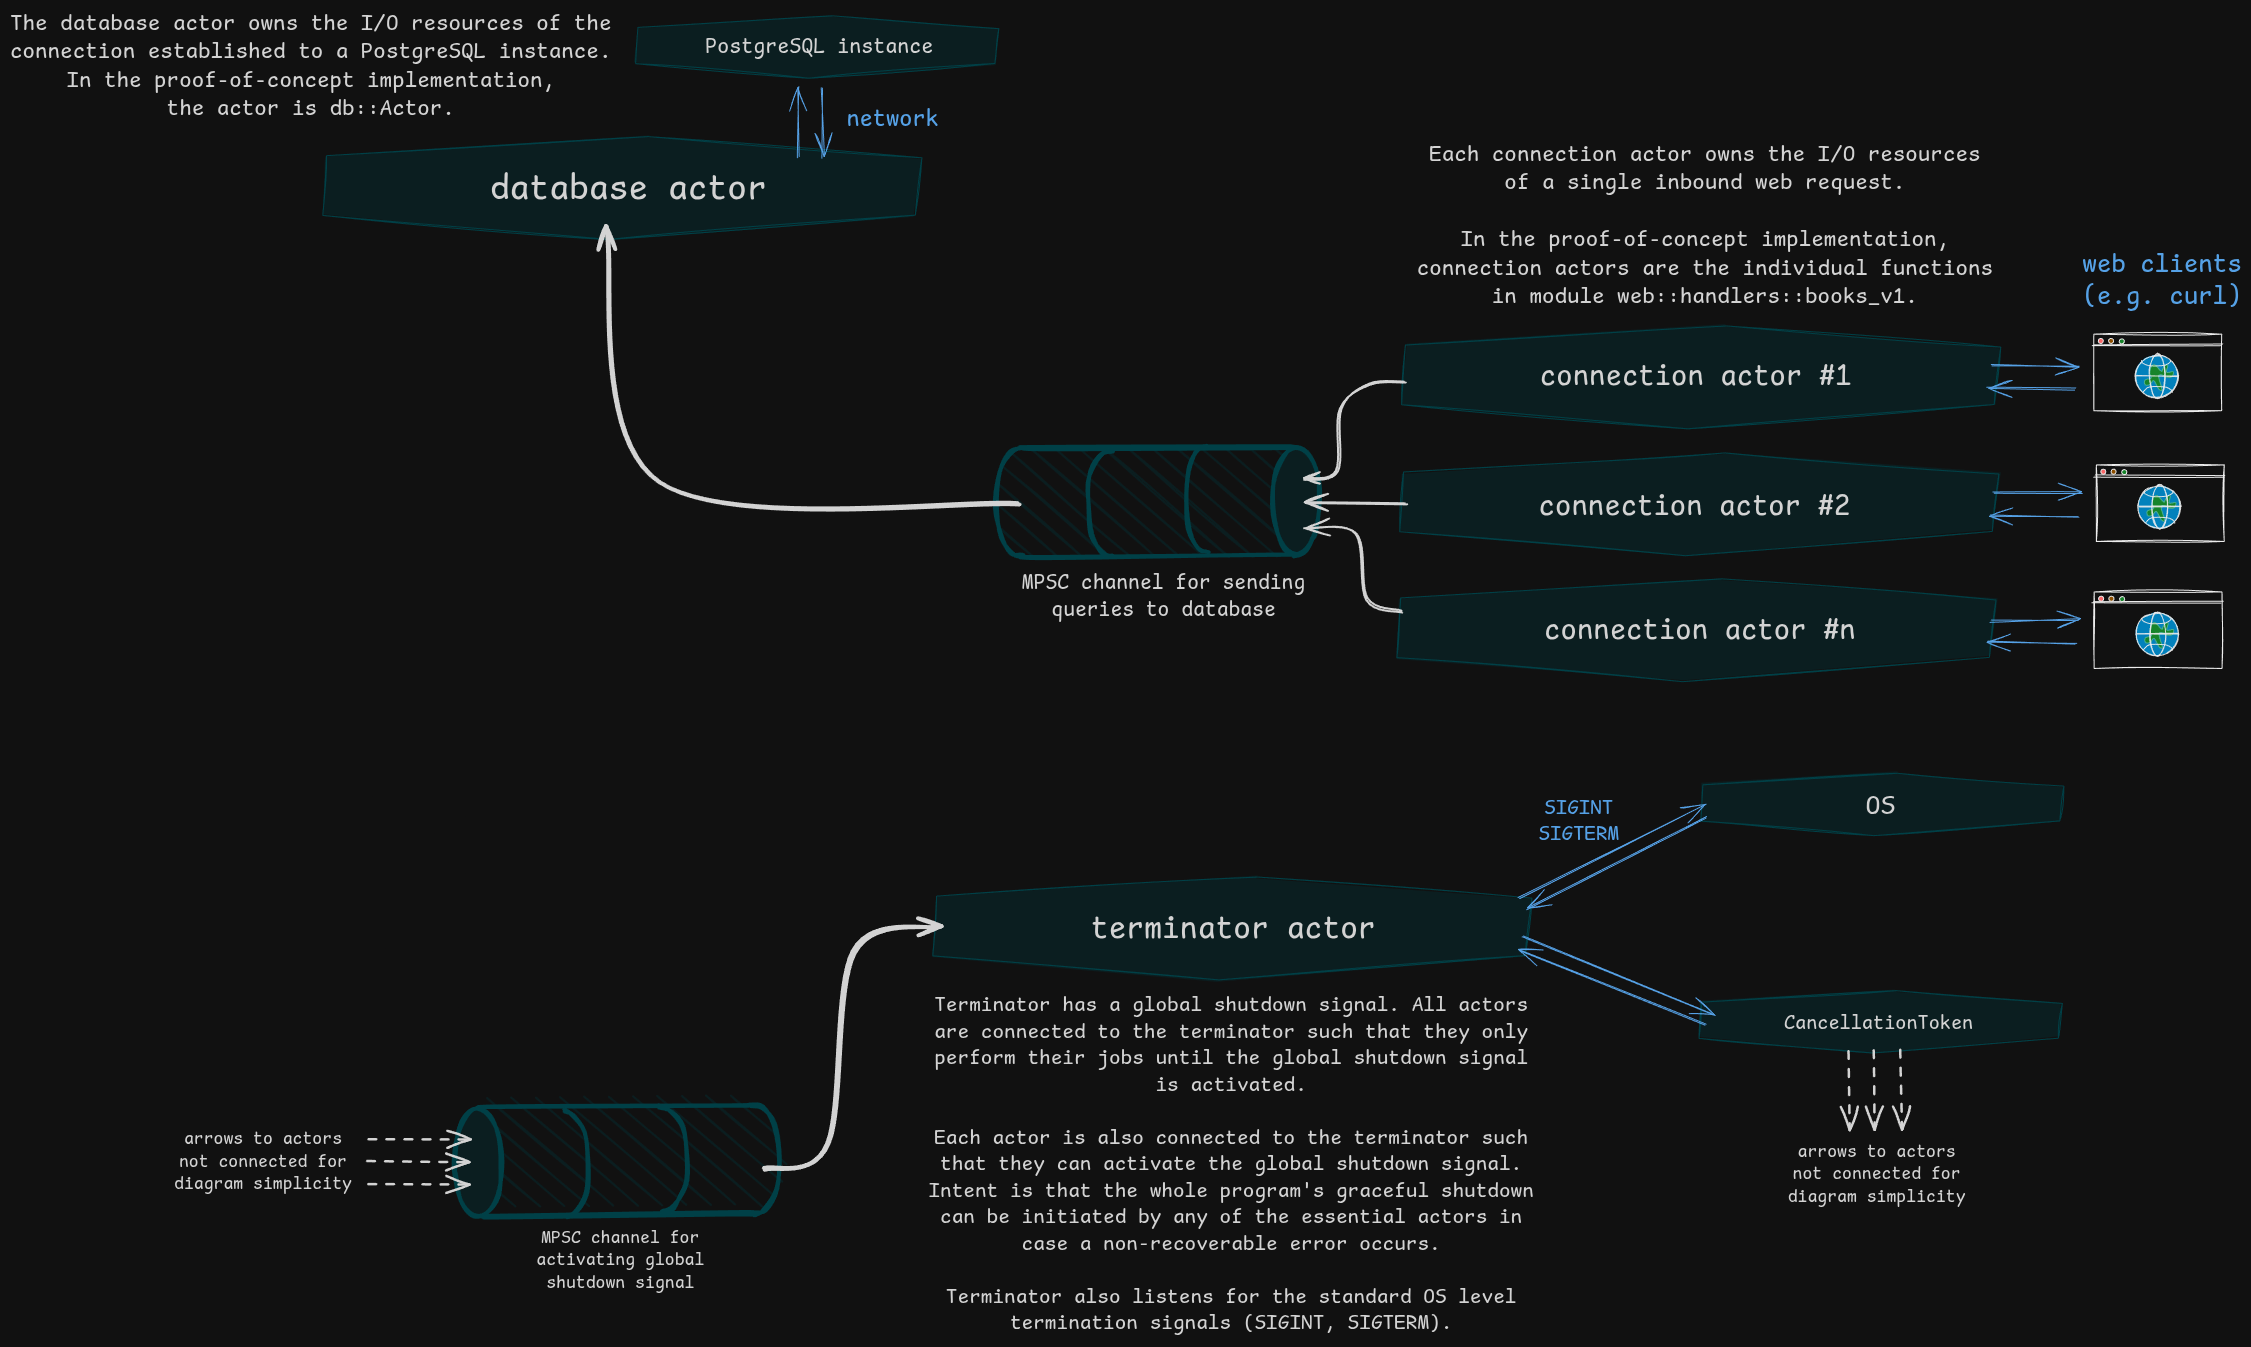 The database actor owns the I/O resources of the
connection established to a PostgreSQL instance.
In the proof-of-concept implementation,
the actor is db::Actor.
PostgreSQL instance
network
database actor
Each connection actor owns the I/O resources
of a single inbound web request.
In the proof-of-concept implementation,
connection actors are the individual functions
in module web::handlers::books_v1.
web clients
(e.g. curl)
connection actor #1
connection actor #2
connection actor #n
MPSC channel for sending
queries to database
SIGINT
SIGTERM
OS
terminator actor
Terminator has a global shutdown signal. All actors
are connected to the terminator such that they only
perform their jobs until the global shutdown signal
is activated.
Each actor is also connected to the terminator such
that they can activate the global shutdown signal.
Intent is that the whole program's graceful shutdown
can be initiated by any of the essential actors in
case a non-recoverable error occurs.
Terminator also listens for the standard OS level
termination signals (SIGINT, SIGTERM).
CancellationToken
arrows to actors
not connected for
diagram simplicity
arrows to actors
not connected for
diagram simplicity
MPSC channel for
activating global
shutdown signal